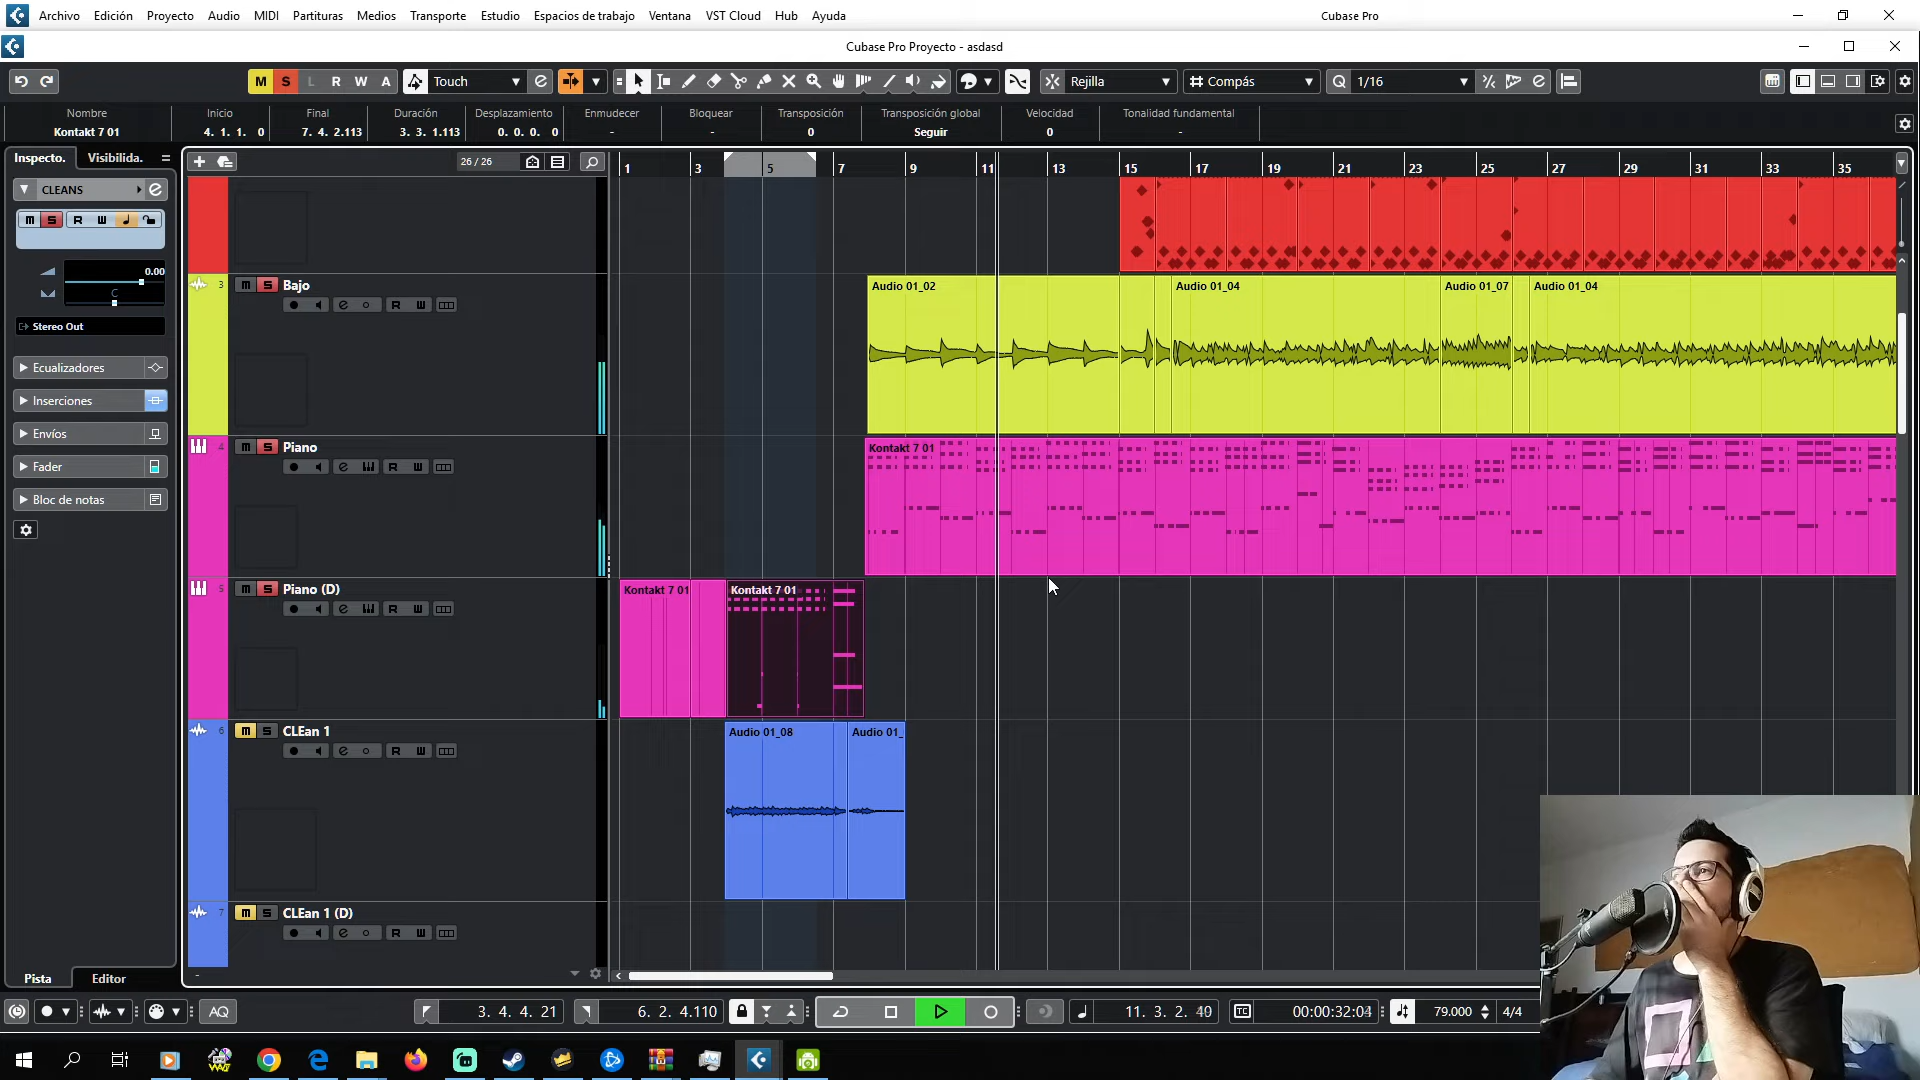 Archivo Edición Proyecto Audio MIDI Partituras Medios Transporte Estudio Espacios de trabajo Ventana VST Cloud Hub Ayuda Cubase Pro
Cubase Pro Proyecto - asdasd
M S L R W A Touch Rejilla Compás Q 1/16
Nombre Inicio Final Duración Desplazamiento Enmudecer Bloquear Transposición Transposición global Velocidad Tonalidad fundamental
Kontakt 7 01 4. 1. 1. 0 7. 4. 2.113 3. 3. 1.113 0. 0. 0. 0 - - 0 Seguir 0 -
Inspecto. Visibilida. 26 / 26 1 3 5 7 9 11 13 15 17 19 21 23 25 27 29 31 33 35
CLEANS
M S R W
0.00
C
Stereo Out
Ecualizadores
Inserciones
Envíos
Fader
Bloc de notas
3 m S Bajo
R W
Audio 01_02 Audio 01_04 Audio 01_07 Audio 01_04
4 m S Piano
R W
Kontakt 7 01
5 m S Piano (D)
R W
Kontakt 7 01 Kontakt 7 01
6 m S CLEan 1
R W
Audio 01_08 Audio 01_
7 m S CLEan 1 (D)
R W
Pista Editor
AQ 3. 4. 4. 21 6. 2. 4.110 11. 3. 2. 40 00:00:32:04 79.000 4/4